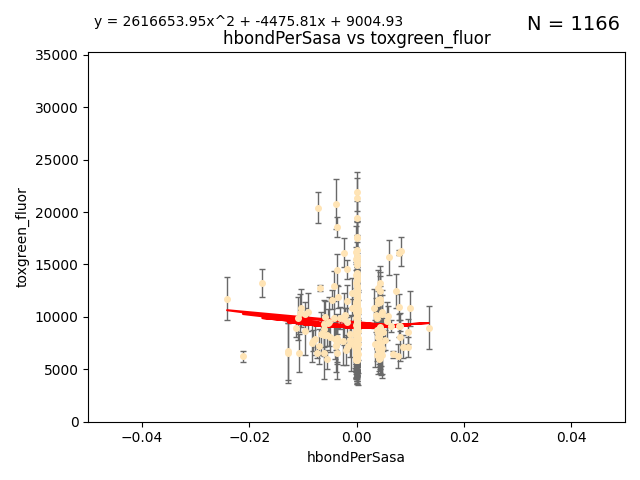 y = 2616653.95x^2 + -4475.81x + 9004.93
N = 1166
hbondPerSasa vs toxgreen_fluor
35000
30000
25000
20000
15000
10000
5000
0
toxgreen_fluor
−0.04
−0.02
0.00
0.02
0.04
hbondPerSasa